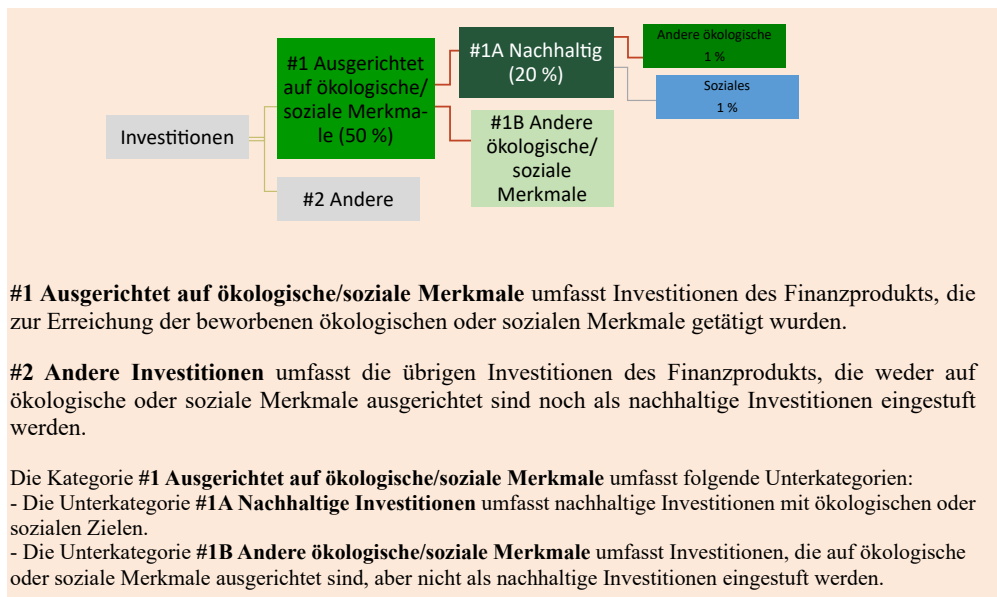 Investitionen
#1 Ausgerichtet
auf ökologische/
soziale Merkma-
le (50 %)
#2 Andere
#1A Nachhaltig
(20 %)
#1B Andere
ökologische/
soziale
Merkmale
Andere ökologische
1 %
Soziales
1 %
#1 Ausgerichtet auf ökologische/soziale Merkmale umfasst Investitionen des Finanzprodukts, die
zur Erreichung der beworbenen ökologischen oder sozialen Merkmale getätigt wurden.
#2 Andere Investitionen umfasst die übrigen Investitionen des Finanzprodukts, die weder auf
ökologische oder soziale Merkmale ausgerichtet sind noch als nachhaltige Investitionen eingestuft
werden.
Die Kategorie #1 Ausgerichtet auf ökologische/soziale Merkmale umfasst folgende Unterkategorien:
- Die Unterkategorie #1A Nachhaltige Investitionen umfasst nachhaltige Investitionen mit ökologischen oder
sozialen Zielen.
- Die Unterkategorie #1B Andere ökologische/soziale Merkmale umfasst Investitionen, die auf ökologische
oder soziale Merkmale ausgerichtet sind, aber nicht als nachhaltige Investitionen eingestuft werden.